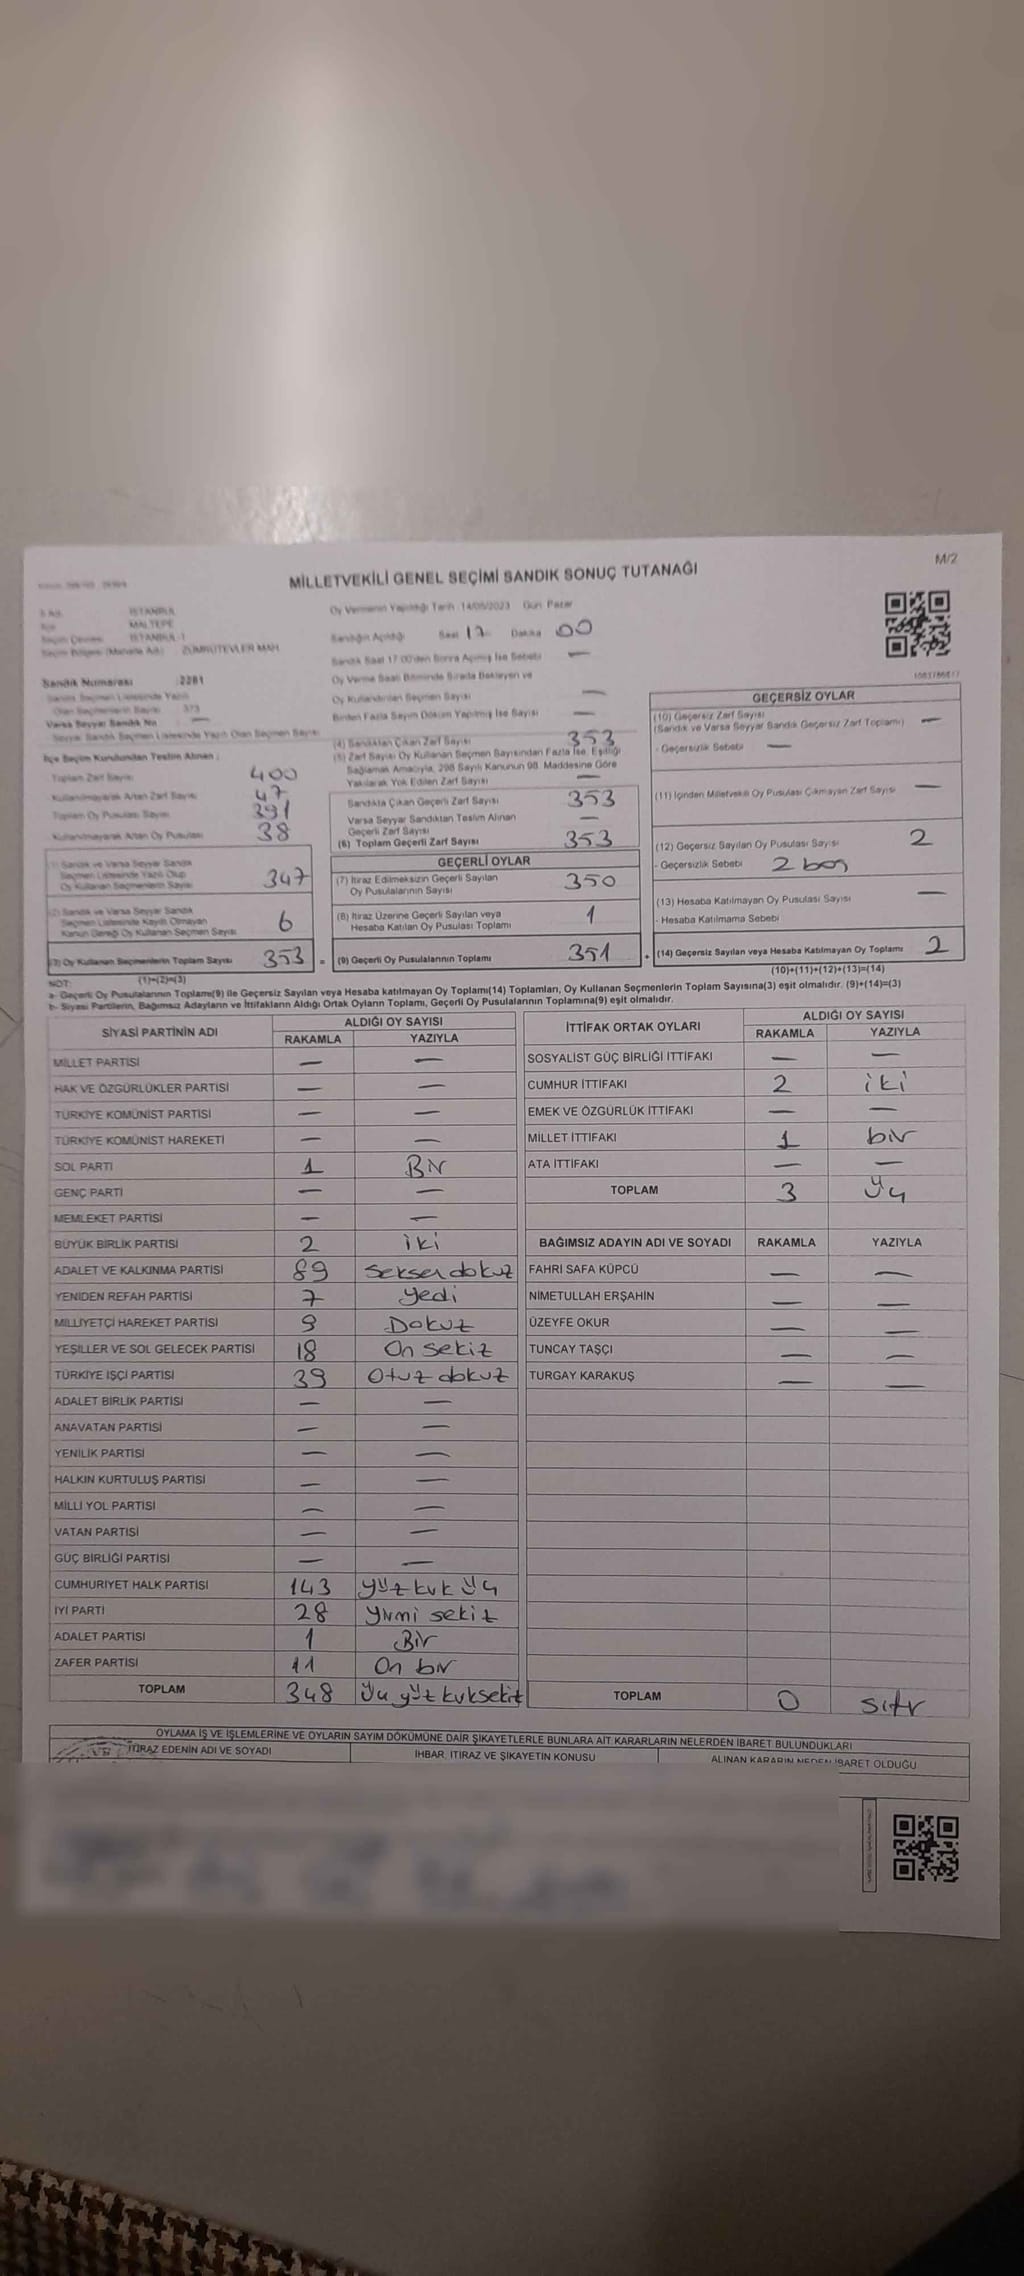 M/2
MİLLETVEKİLİ GENEL SEÇİMİ SANDIK SONUÇ TUTANAĞI
İSTANBUL
MALTEPE
Seçim Çevresi : İSTANBUL-1
Seçim Bölgesi (Mahalle Adı) : ZÜMRÜTEVLER MAH.
Oy Vermenin Yapıldığı Tarih : 14/05/2023 Gün: Pazar
Sandığın Açıldığı Saat 17 Dakika 00
Sandık Saat 17:00'den Sonra Açılmış İse Sebebi —
Oy Verme Saati Bitiminde Sırada Bekleyen ve
Oy Kullandırılan Seçmen Sayısı —
Birden Fazla Sayım Döküm Yapılmış İse Sayısı —
Sandık Numarası : 2281
Sandık Seçmen Listesinde Yazılı
Olan Seçmenlerin Sayısı : 373
Varsa Seyyar Sandık No : —
Seyyar Sandık Seçmen Listesinde Yazılı Olan Seçmen Sayısı
İlçe Seçim Kurulundan Teslim Alınan :
Toplam Zarf Sayısı 400
Kullanılmayarak Artan Zarf Sayısı 47
Toplam Oy Pusulası Sayısı 391
Kullanılmayarak Artan Oy Pusulası 38
(1) Sandık ve Varsa Seyyar Sandık
Seçmen Listesinde Yazılı Olup
Oy Kullanan Seçmenlerin Sayısı 347
(2) Sandık ve Varsa Seyyar Sandık
Seçmen Listesinde Kayıtlı Olmayan
Kanun Gereği Oy Kullanan Seçmen Sayısı 6
(3) Oy Kullanan Seçmenlerin Toplam Sayısı 353 =
(1)+(2)=(3)
(4) Sandıktan Çıkan Zarf Sayısı 353
(5) Zarf Sayısı Oy Kullanan Seçmen Sayısından Fazla İse, Eşitliği
Sağlamak Amacıyla, 298 Sayılı Kanunun 98. Maddesine Göre
Yakılarak Yok Edilen Zarf Sayısı —
Sandıkta Çıkan Geçerli Zarf Sayısı 353
Varsa Seyyar Sandıktan Teslim Alınan
Geçerli Zarf Sayısı —
(6) Toplam Geçerli Zarf Sayısı 353
GEÇERLİ OYLAR
(7) İtiraz Edilmeksizin Geçerli Sayılan
Oy Pusulalarının Sayısı 350
(8) İtiraz Üzerine Geçerli Sayılan veya
Hesaba Katılan Oy Pusulası Toplamı 1
(9) Geçerli Oy Pusulalarının Toplamı 351 +
GEÇERSİZ OYLAR
(10) Geçersiz Zarf Sayısı
(Sandık ve Varsa Seyyar Sandık Geçersiz Zarf Toplamı) —
- Geçersizlik Sebebi —
(11) İçinden Milletvekili Oy Pusulası Çıkmayan Zarf Sayısı —
(12) Geçersiz Sayılan Oy Pusulası Sayısı 2
- Geçersizlik Sebebi 2 boş
(13) Hesaba Katılmayan Oy Pusulası Sayısı —
- Hesaba Katılmama Sebebi
(14) Geçersiz Sayılan veya Hesaba Katılmayan Oy Toplamı 2
(10)+(11)+(12)+(13)=(14)
NOT:
a- Geçerli Oy Pusulalarının Toplamı(9) ile Geçersiz Sayılan veya Hesaba Katılmayan Oy Toplamı(14) Toplamları, Oy Kullanan Seçmenlerin Toplam Sayısına(3) eşit olmalıdır. (9)+(14)=(3)
b- Siyasi Partilerin, Bağımsız Adayların ve İttifakların Aldığı Ortak Oyların Toplamı, Geçerli Oy Pusulalarının Toplamına(9) eşit olmalıdır.
SİYASİ PARTİNİN ADI ALDIĞI OY SAYISI
RAKAMLA YAZIYLA
MİLLET PARTİSİ — —
HAK VE ÖZGÜRLÜKLER PARTİSİ — —
TÜRKİYE KOMÜNİST PARTİSİ — —
TÜRKİYE KOMÜNİST HAREKETİ — —
SOL PARTİ 1 Bir
GENÇ PARTİ — —
MEMLEKET PARTİSİ — —
BÜYÜK BİRLİK PARTİSİ 2 iki
ADALET VE KALKINMA PARTİSİ 89 Seksen dokuz
YENİDEN REFAH PARTİSİ 7 yedi
MİLLİYETÇİ HAREKET PARTİSİ 9 Dokuz
YEŞİLLER VE SOL GELECEK PARTİSİ 18 On sekiz
TÜRKİYE İŞÇİ PARTİSİ 39 Otuz dokuz
ADALET BİRLİK PARTİSİ — —
ANAVATAN PARTİSİ — —
YENİLİK PARTİSİ — —
HALKIN KURTULUŞ PARTİSİ — —
MİLLİ YOL PARTİSİ — —
VATAN PARTİSİ — —
GÜÇ BİRLİĞİ PARTİSİ — —
CUMHURİYET HALK PARTİSİ 143 yüz kırk üç
İYİ PARTİ 28 yirmi sekiz
ADALET PARTİSİ 1 Bir
ZAFER PARTİSİ 11 On bir
TOPLAM 348 üç yüz kırksekiz
İTTİFAK ORTAK OYLARI ALDIĞI OY SAYISI
RAKAMLA YAZIYLA
SOSYALİST GÜÇ BİRLİĞİ İTTİFAKI — —
CUMHUR İTTİFAKI 2 iki
EMEK VE ÖZGÜRLÜK İTTİFAKI — —
MİLLET İTTİFAKI 1 bir
ATA İTTİFAKI — —
TOPLAM 3 üç
BAĞIMSIZ ADAYIN ADI VE SOYADI RAKAMLA YAZIYLA
FAHRİ SAFA KÜPCÜ — —
NİMETULLAH ERŞAHİN — —
ÜZEYFE OKUR — —
TUNCAY TAŞÇI — —
TURGAY KARAKUŞ — —
TOPLAM 0 sıfır
OYLAMA İŞ VE İŞLEMLERİNE VE OYLARIN SAYIM DÖKÜMÜNE DAİR ŞİKAYETLERLE BUNLARA AİT KARARLARIN NELERDEN İBARET BULUNDUKLARI
İTİRAZ EDENİN ADI VE SOYADI
İHBAR, İTİRAZ VE ŞİKAYETİN KONUSU
ALINAN KARARIN NEDEN İBARET OLDUĞU